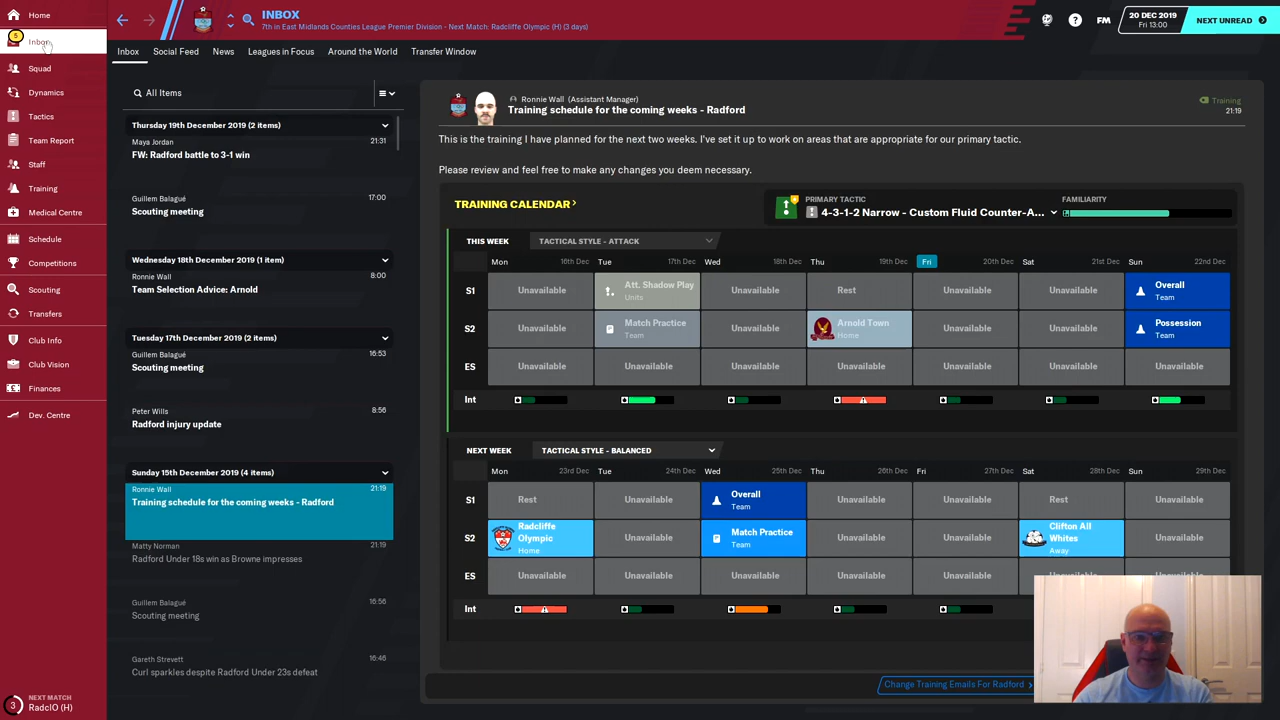 Home
INBOX
7th in East Midlands Counties League Premier Division - Next Match: Radcliffe Olympic (H) (3 days)
FM
20 DEC 2019
Fri 13:00
NEXT UNREAD
5
Inbox
Squad
Dynamics
Tactics
Team Report
Staff
Training
Medical Centre
Schedule
Competitions
Scouting
Transfers
Club Info
Club Vision
Finances
Dev. Centre
3
NEXT MATCH
RadclO (H)
Inbox
Social Feed
News
Leagues in Focus
Around the World
Transfer Window
All Items
Thursday 19th December 2019 (2 items)
Maya Jordan
21:31
FW: Radford battle to 3-1 win
Guillem Balagué
17:00
Scouting meeting
Wednesday 18th December 2019 (1 item)
Ronnie Wall
8:00
Team Selection Advice: Arnold
Tuesday 17th December 2019 (2 items)
Guillem Balagué
16:53
Scouting meeting
Peter Wills
8:56
Radford injury update
Sunday 15th December 2019 (4 items)
Ronnie Wall
21:19
Training schedule for the coming weeks - Radford
Matty Norman
21:19
Radford Under 18s win as Browne impresses
Guillem Balagué
16:56
Scouting meeting
Gareth Strevett
16:46
Curl sparkles despite Radford Under 23s defeat
Ronnie Wall (Assistant Manager)
Training schedule for the coming weeks - Radford
Training
21:19
This is the training I have planned for the next two weeks. I've set it up to work on areas that are appropriate for our primary tactic.
Please review and feel free to make any changes you deem necessary.
TRAINING CALENDAR
PRIMARY TACTIC
4-3-1-2 Narrow - Custom Fluid Counter-A...
FAMILIARITY
THIS WEEK
TACTICAL STYLE - ATTACK
Mon 16th Dec Tue 17th Dec Wed 18th Dec Thu 19th Dec Fri 20th Dec Sat 21st Dec Sun 22nd Dec
S1 Unavailable Att. Shadow Play Unavailable Rest Unavailable Unavailable Overall
Units Team
S2 Unavailable Match Practice Unavailable Arnold Town Unavailable Unavailable Possession
Team Home Team
ES Unavailable Unavailable Unavailable Unavailable Unavailable Unavailable Unavailable
Int
NEXT WEEK
TACTICAL STYLE - BALANCED
Mon 23rd Dec Tue 24th Dec Wed 25th Dec Thu 26th Dec Fri 27th Dec Sat 28th Dec Sun 29th Dec
S1 Rest Unavailable Overall Unavailable Unavailable Rest Unavailable
Team
S2 Radcliffe Olympic Unavailable Match Practice Unavailable Unavailable Clifton All Whites Unavailable
Home Team Away
ES Unavailable Unavailable Unavailable Unavailable Unavailable Unavailable Unavailable
Int
Change Training Emails For Radford